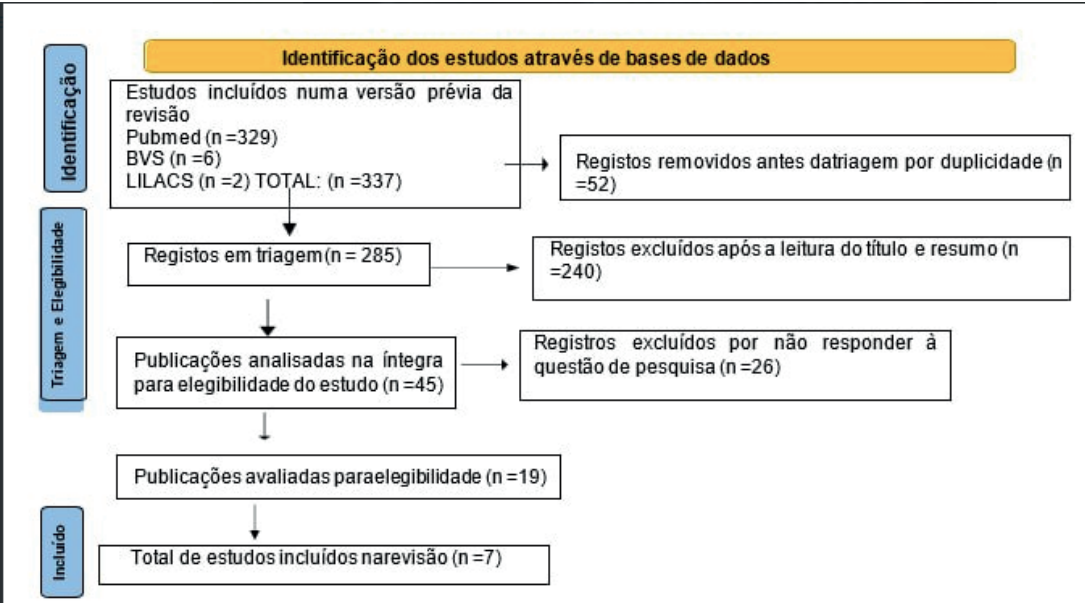 Identificação dos estudos através de bases de dados
Identificação
Estudos incluídos numa versão prévia da
revisão
Pubmed (n =329)
BVS (n =6)
LILACS (n =2) TOTAL: (n =337)
Registos removidos antes datriagem por duplicidade (n
=52)
Triagem e Elegibilidade
Registos em triagem (n = 285)
Registos excluídos após a leitura do título e resumo (n
=240)
Publicações analisadas na íntegra
para elegibilidade do estudo (n =45)
Registros excluídos por não responder à
questão de pesquisa (n =26)
Publicações avaliadas paraelegibilidade (n =19)
Incluído
Total de estudos incluídos narevisão (n =7)